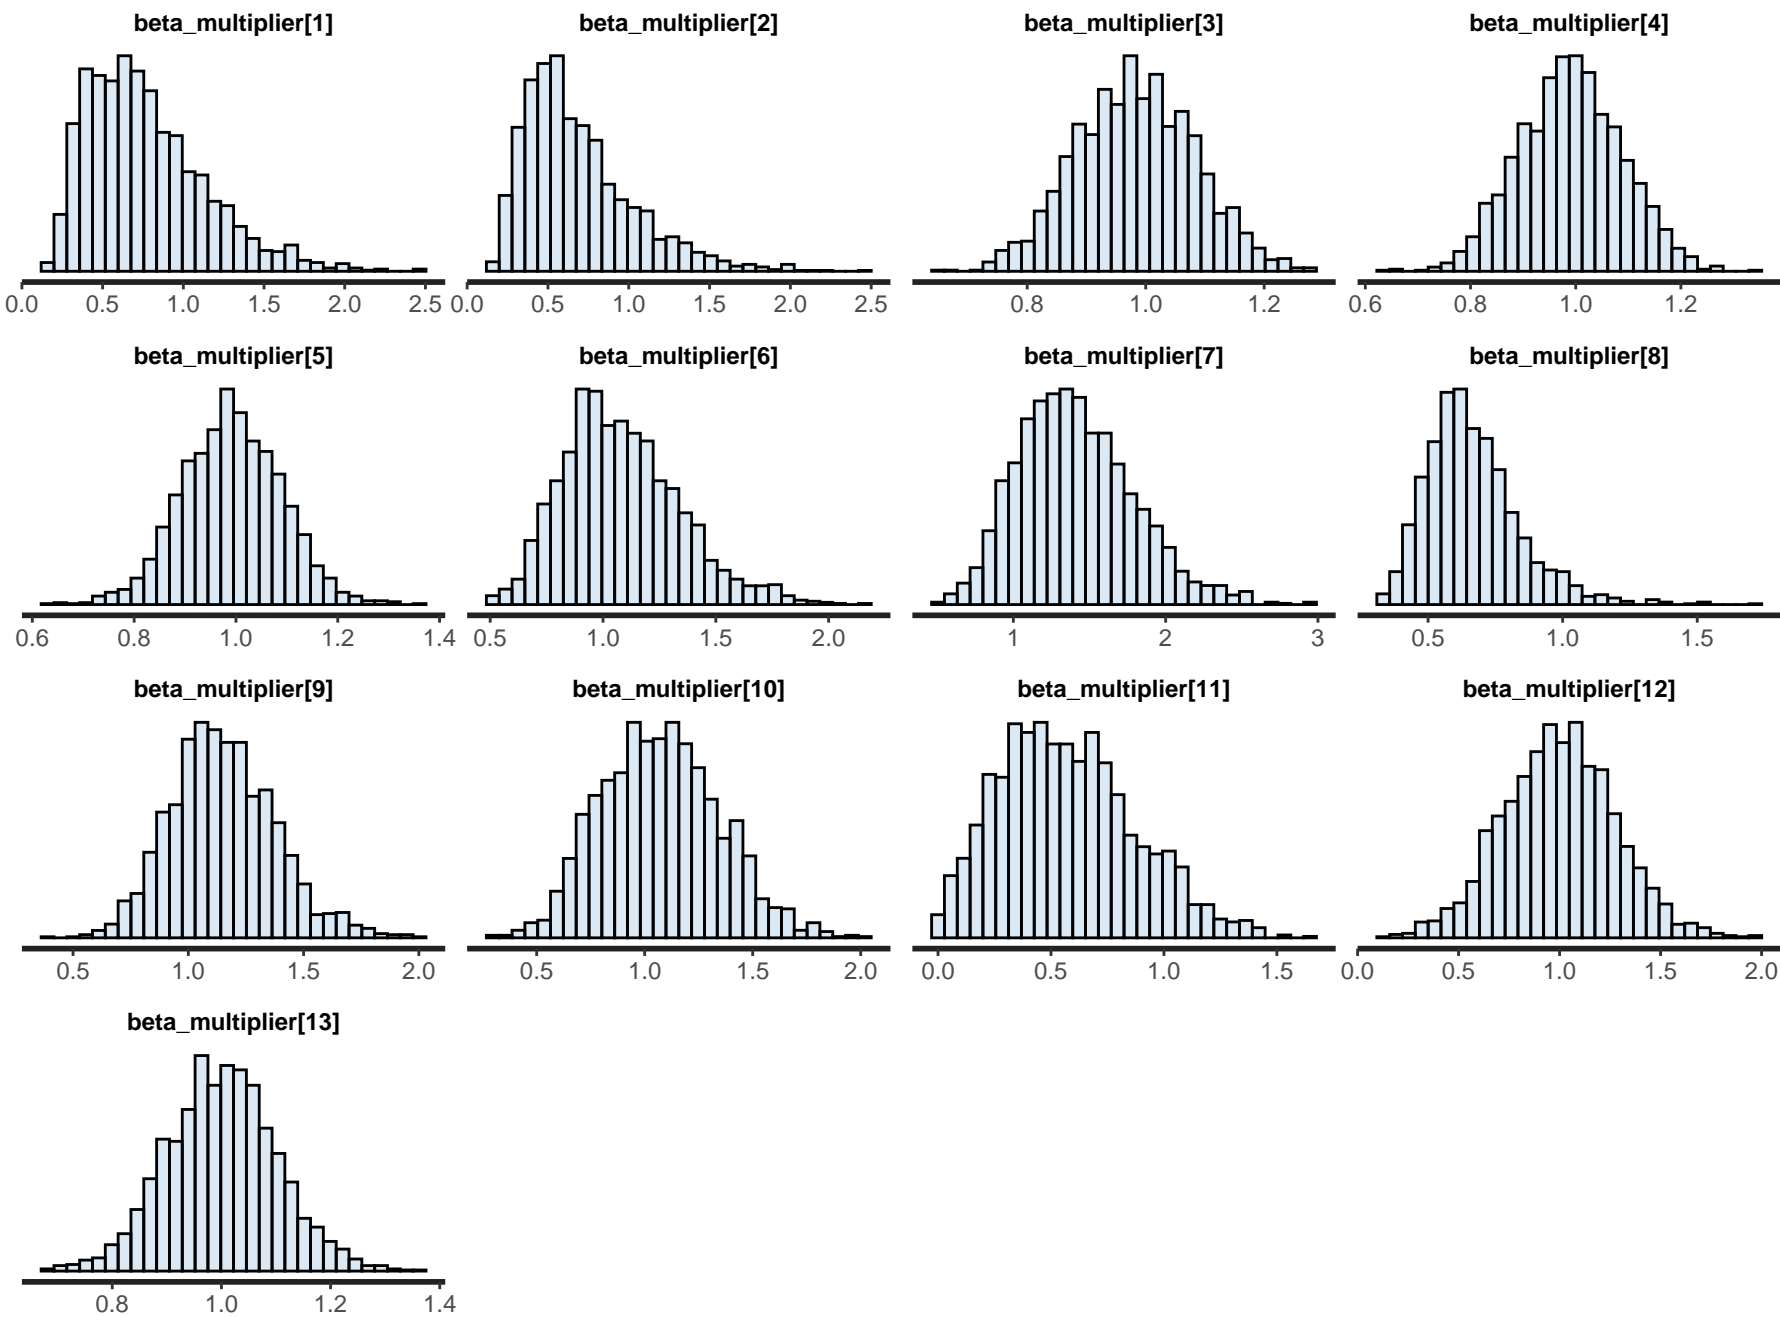 beta_multiplier[1] beta_multiplier[2] beta_multiplier[3] beta_multiplier[4]
0.0 0.5 1.0 1.5 2.0 2.5 0.0 0.5 1.0 1.5 2.0 2.5 0.8 1.0 1.2 0.6 0.8 1.0 1.2
beta_multiplier[5] beta_multiplier[6] beta_multiplier[7] beta_multiplier[8]
0.6 0.8 1.0 1.2 1.4 0.5 1.0 1.5 2.0 1 2 3 0.5 1.0 1.5
beta_multiplier[9] beta_multiplier[10] beta_multiplier[11] beta_multiplier[12]
0.5 1.0 1.5 2.0 0.5 1.0 1.5 2.0 0.0 0.5 1.0 1.5 0.0 0.5 1.0 1.5 2.0
beta_multiplier[13]
0.8 1.0 1.2 1.4